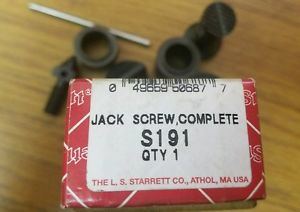 0 49659 50687 7
JACK SCREW,COMPLETE
S191
QTY 1
THE L. S. STARRETT CO., ATHOL, MA USA